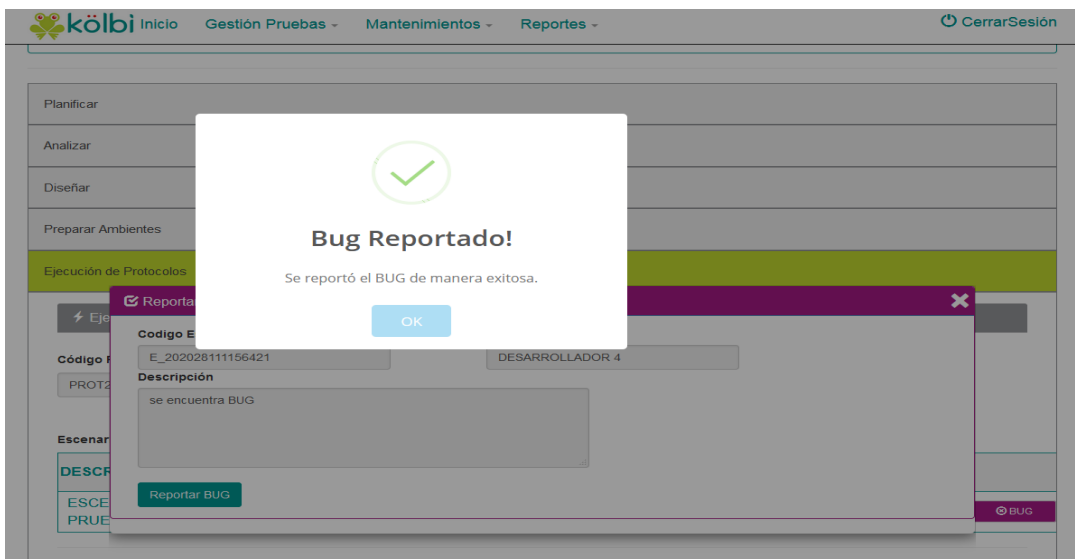 kölbi Inicio Gestión Pruebas Mantenimientos Reportes CerrarSesión
Planificar
Analizar
Diseñar
Preparar Ambientes
Ejecución de Protocolos
Bug Reportado!
Se reportó el BUG de manera exitosa.
OK
Reporta
Eje
Codigo E
E_202028111156421 DESARROLLADOR 4
Código
PROT2
Descripción
se encuentra BUG
Escenar
DESCR
Reportar BUG
ESCE
PRUE
BUG